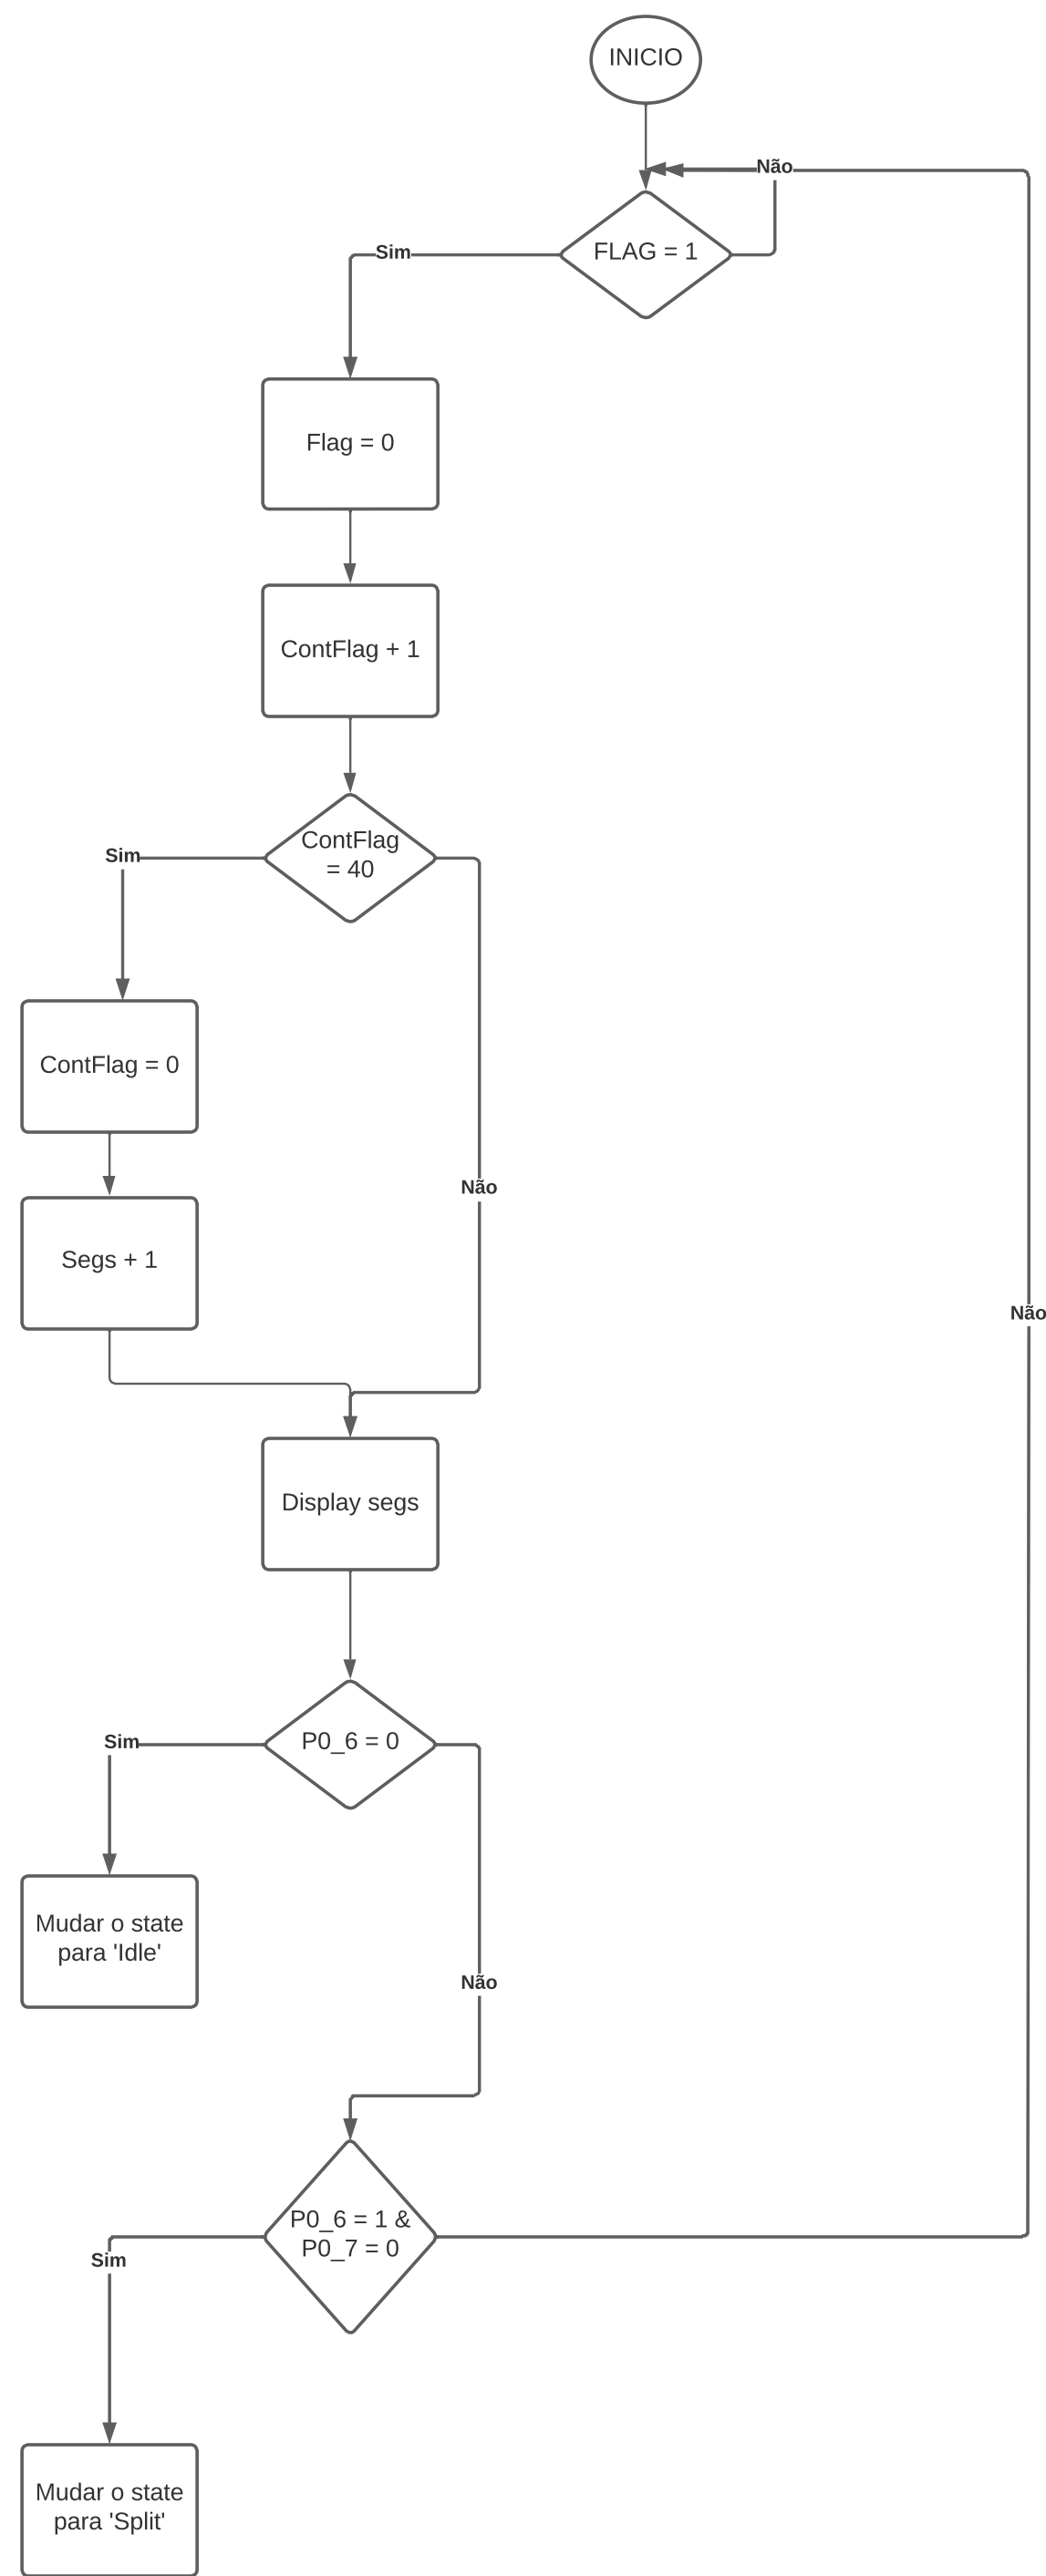 INICIO
Não
Sim
FLAG = 1
Flag = 0
ContFlag + 1
Sim
ContFlag
= 40
ContFlag = 0
Não
Segs + 1
Não
Display segs
Sim
P0_6 = 0
Mudar o state
para 'Idle'
Não
P0_6 = 1 &
P0_7 = 0
Sim
Mudar o state
para 'Split'